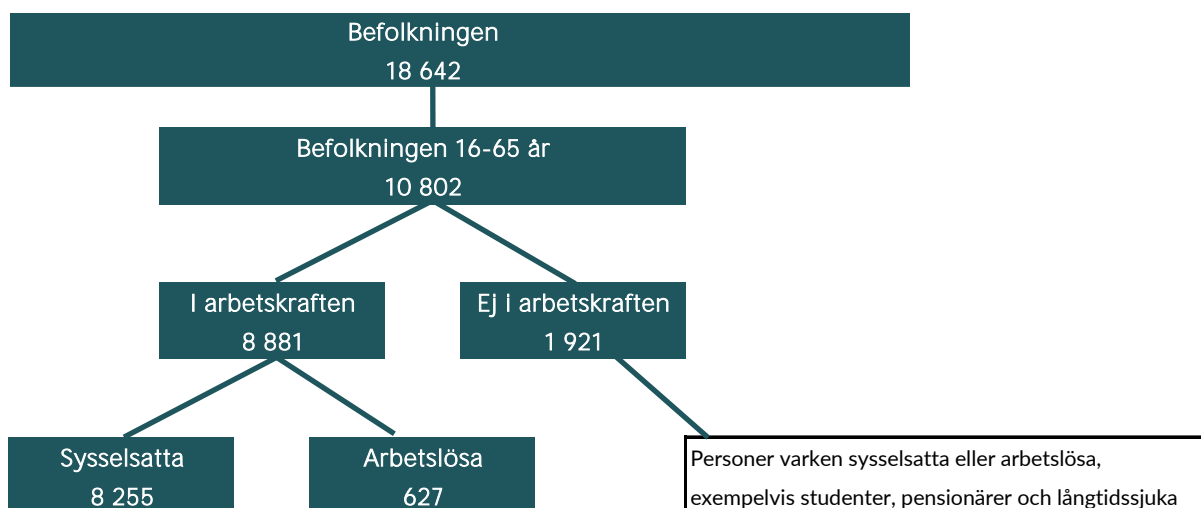 Befolkningen
18 642
Befolkningen 16-65 år
10 802
I arbetskraften
8 881
Ej i arbetskraften
1 921
Sysselsatta
8 255
Arbetslösa
627
Personer varken sysselsatta eller arbetslösa,
exempelvis studenter, pensionärer och långtidssjuka